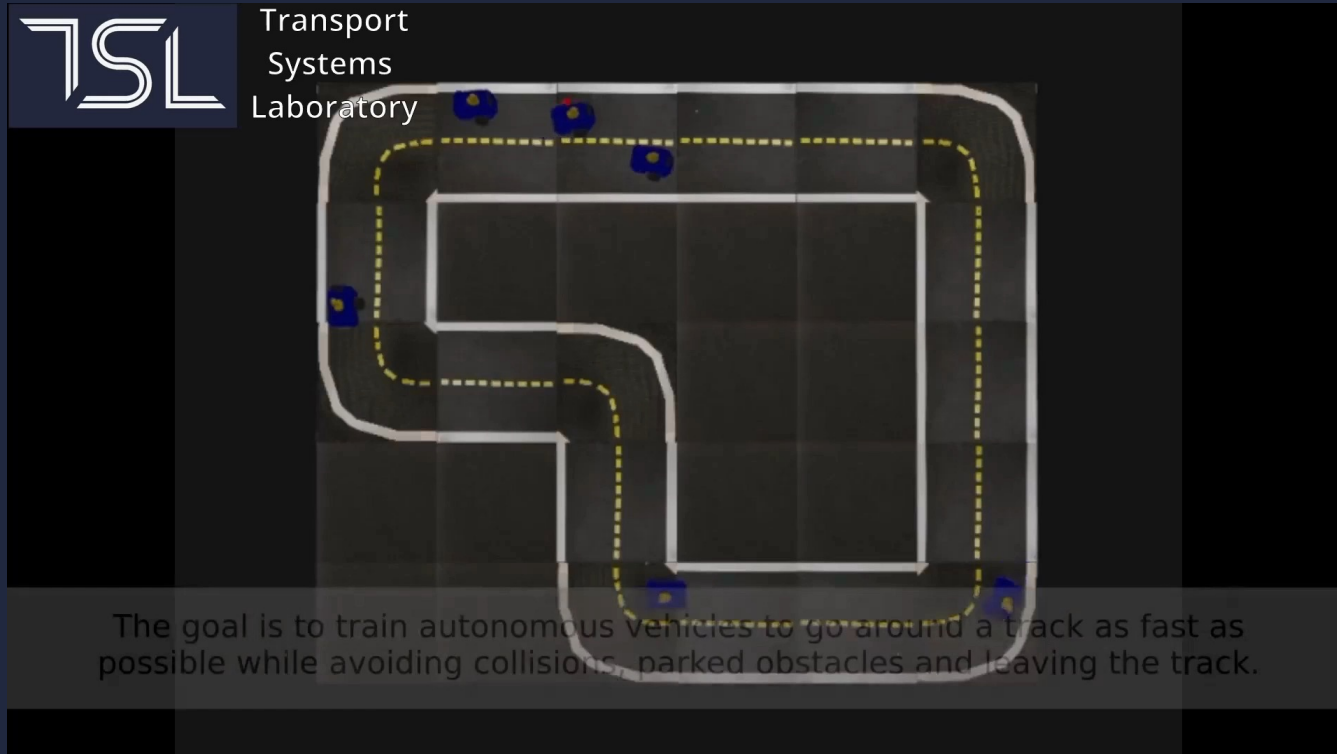 TSL
Transport
Systems
Laboratory
The goal is to train autonomous vehicles to go around a track as fast as
possible while avoiding collisions, parked obstacles and leaving the track.